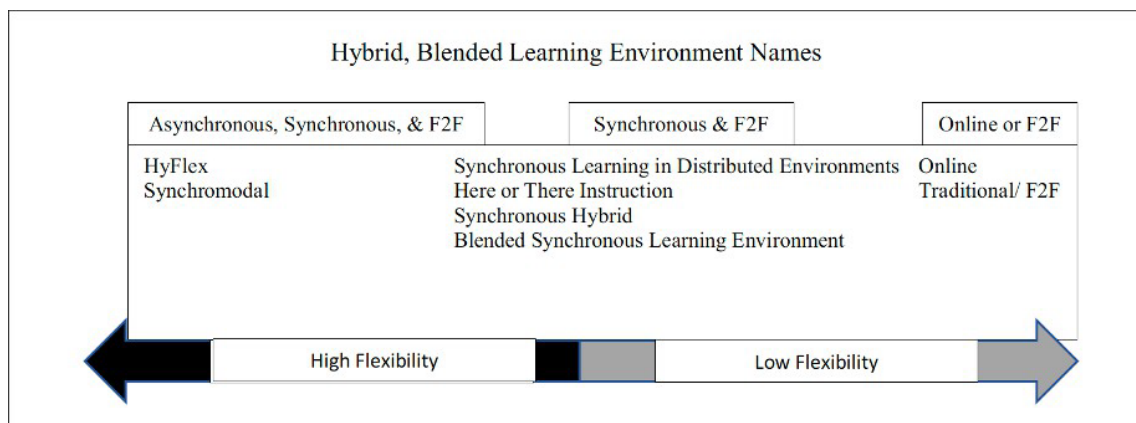 Hybrid, Blended Learning Environment Names
Asynchronous, Synchronous, & F2F
Synchronous & F2F
Online or F2F
HyFlex
Synchromodal
Synchronous Learning in Distributed Environments
Here or There Instruction
Synchronous Hybrid
Blended Synchronous Learning Environment
Online
Traditional/ F2F
High Flexibility
Low Flexibility